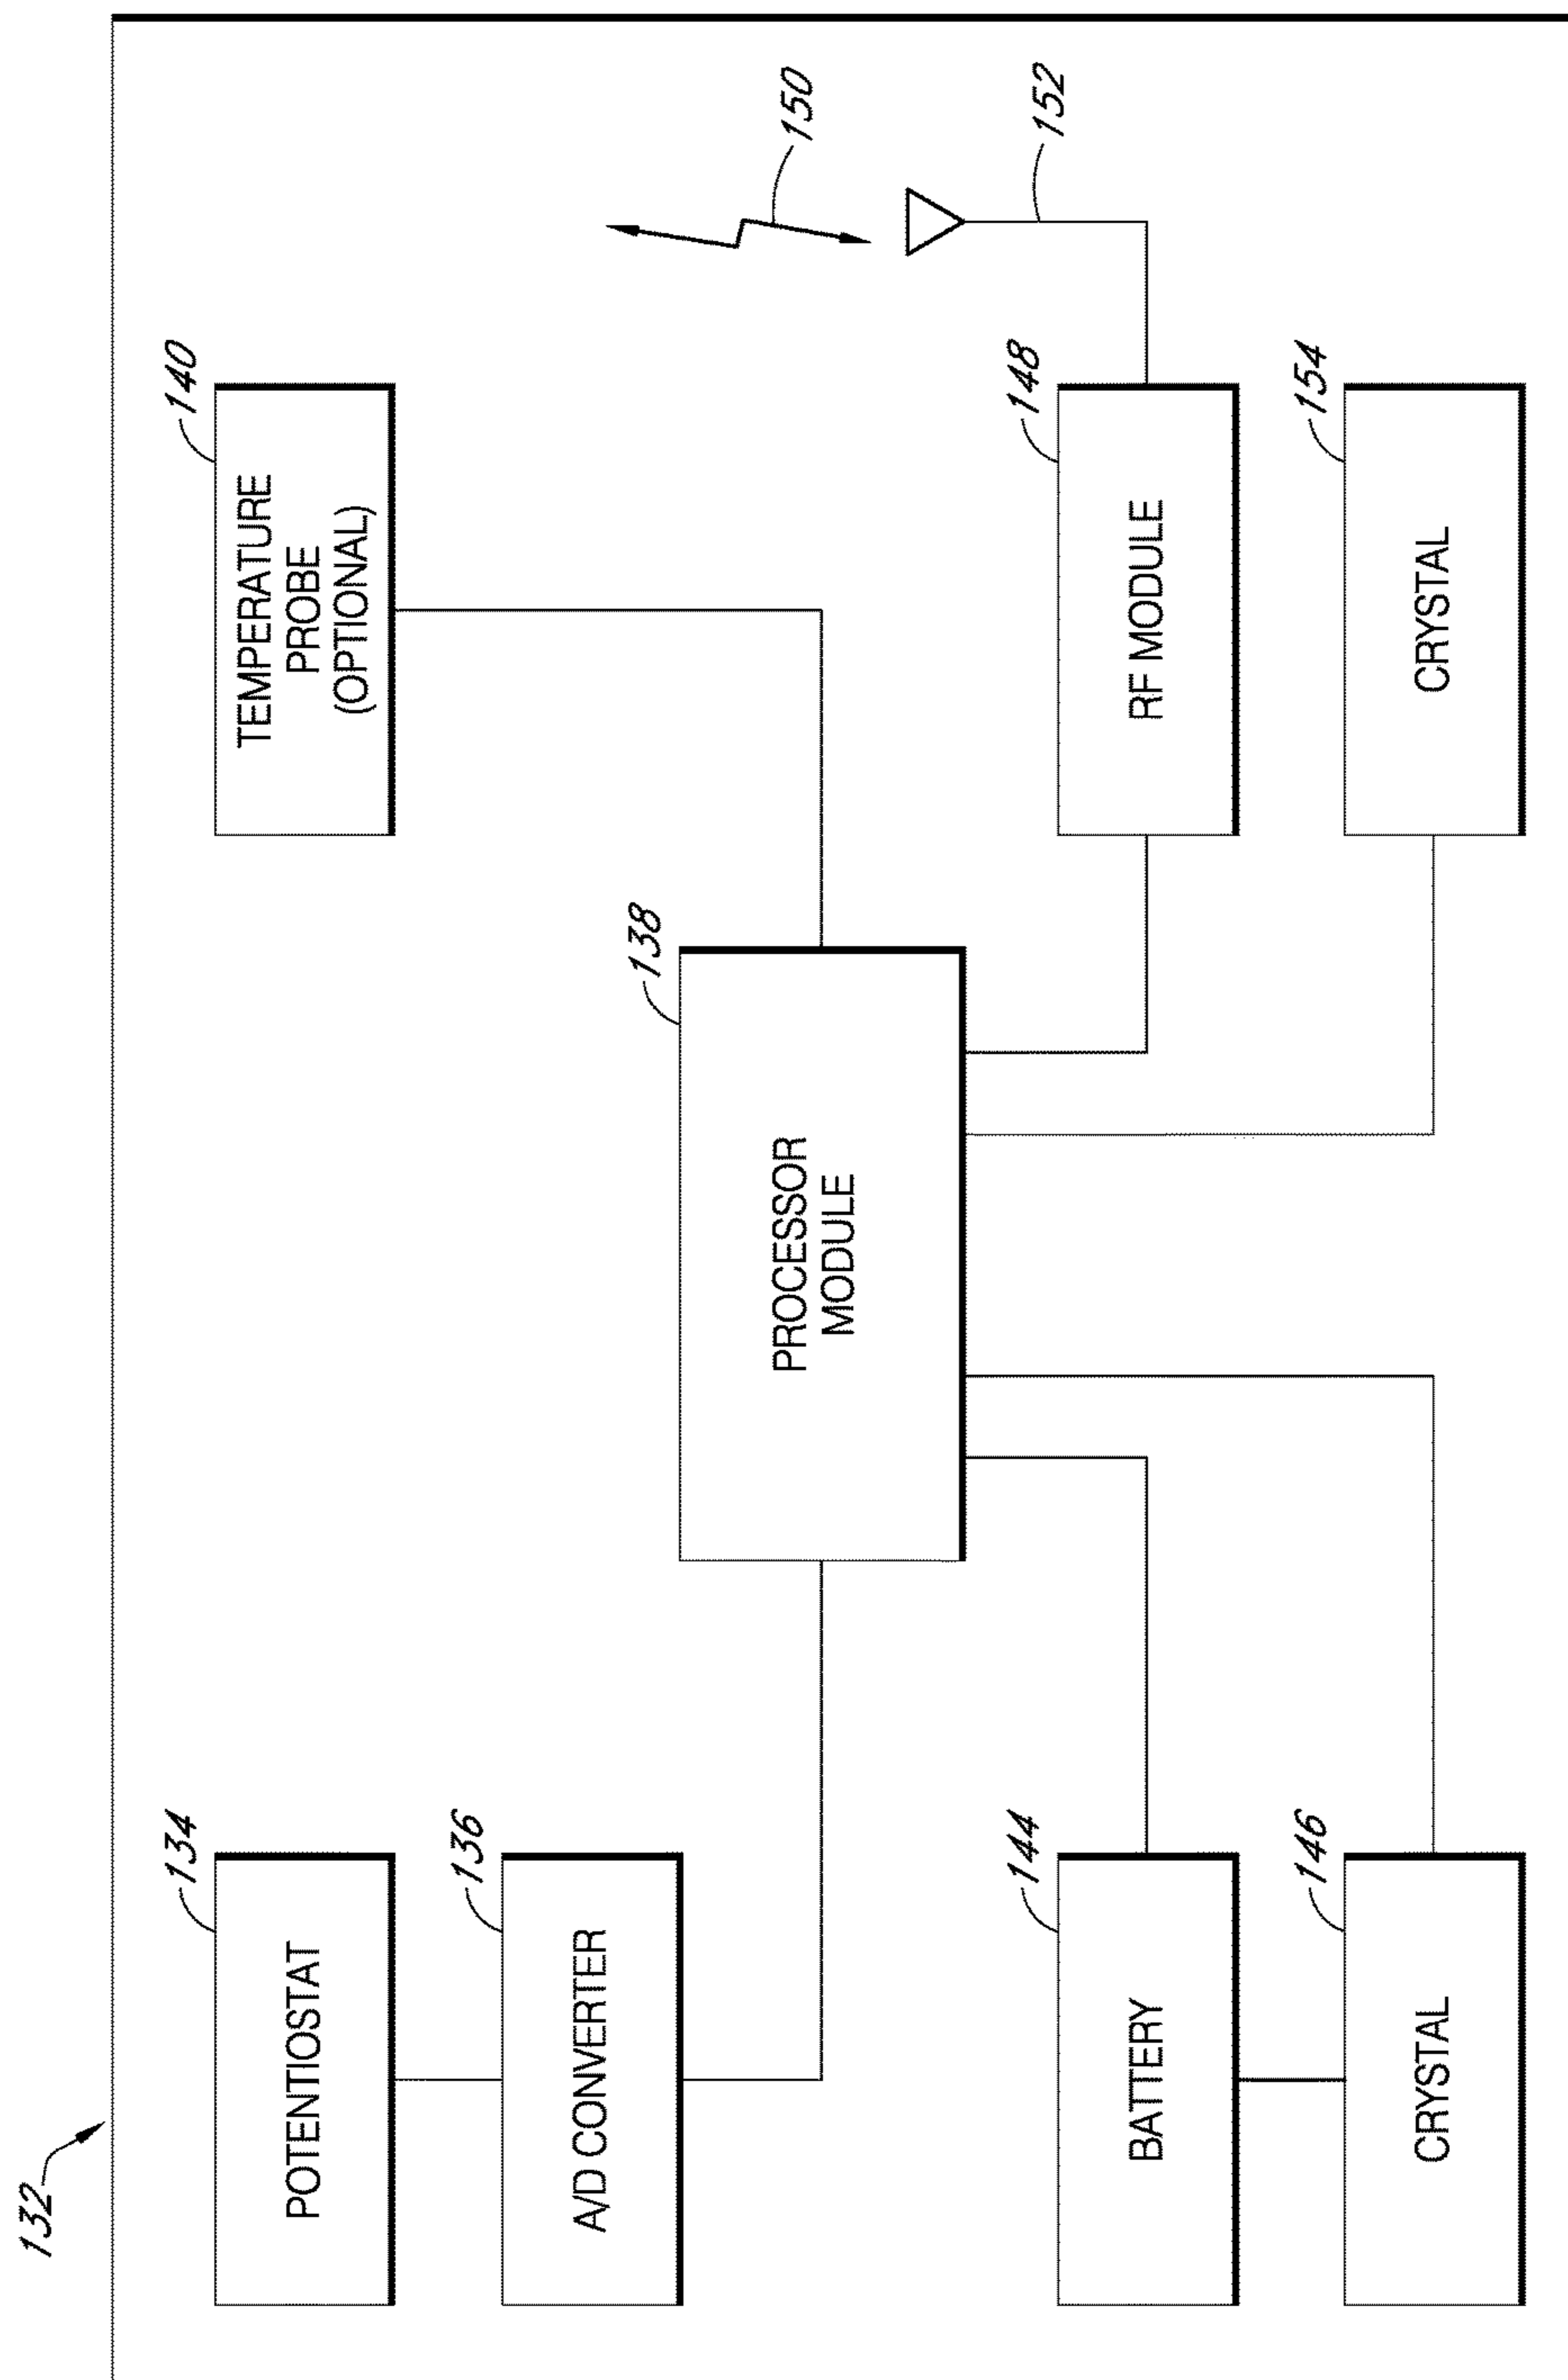 132
134
POTENTIOSTAT
136
A/D CONVERTER
140
TEMPERATURE
PROBE
(OPTIONAL)
138
PROCESSOR
MODULE
150
152
144
BATTERY
146
CRYSTAL
148
RF MODULE
154
CRYSTAL